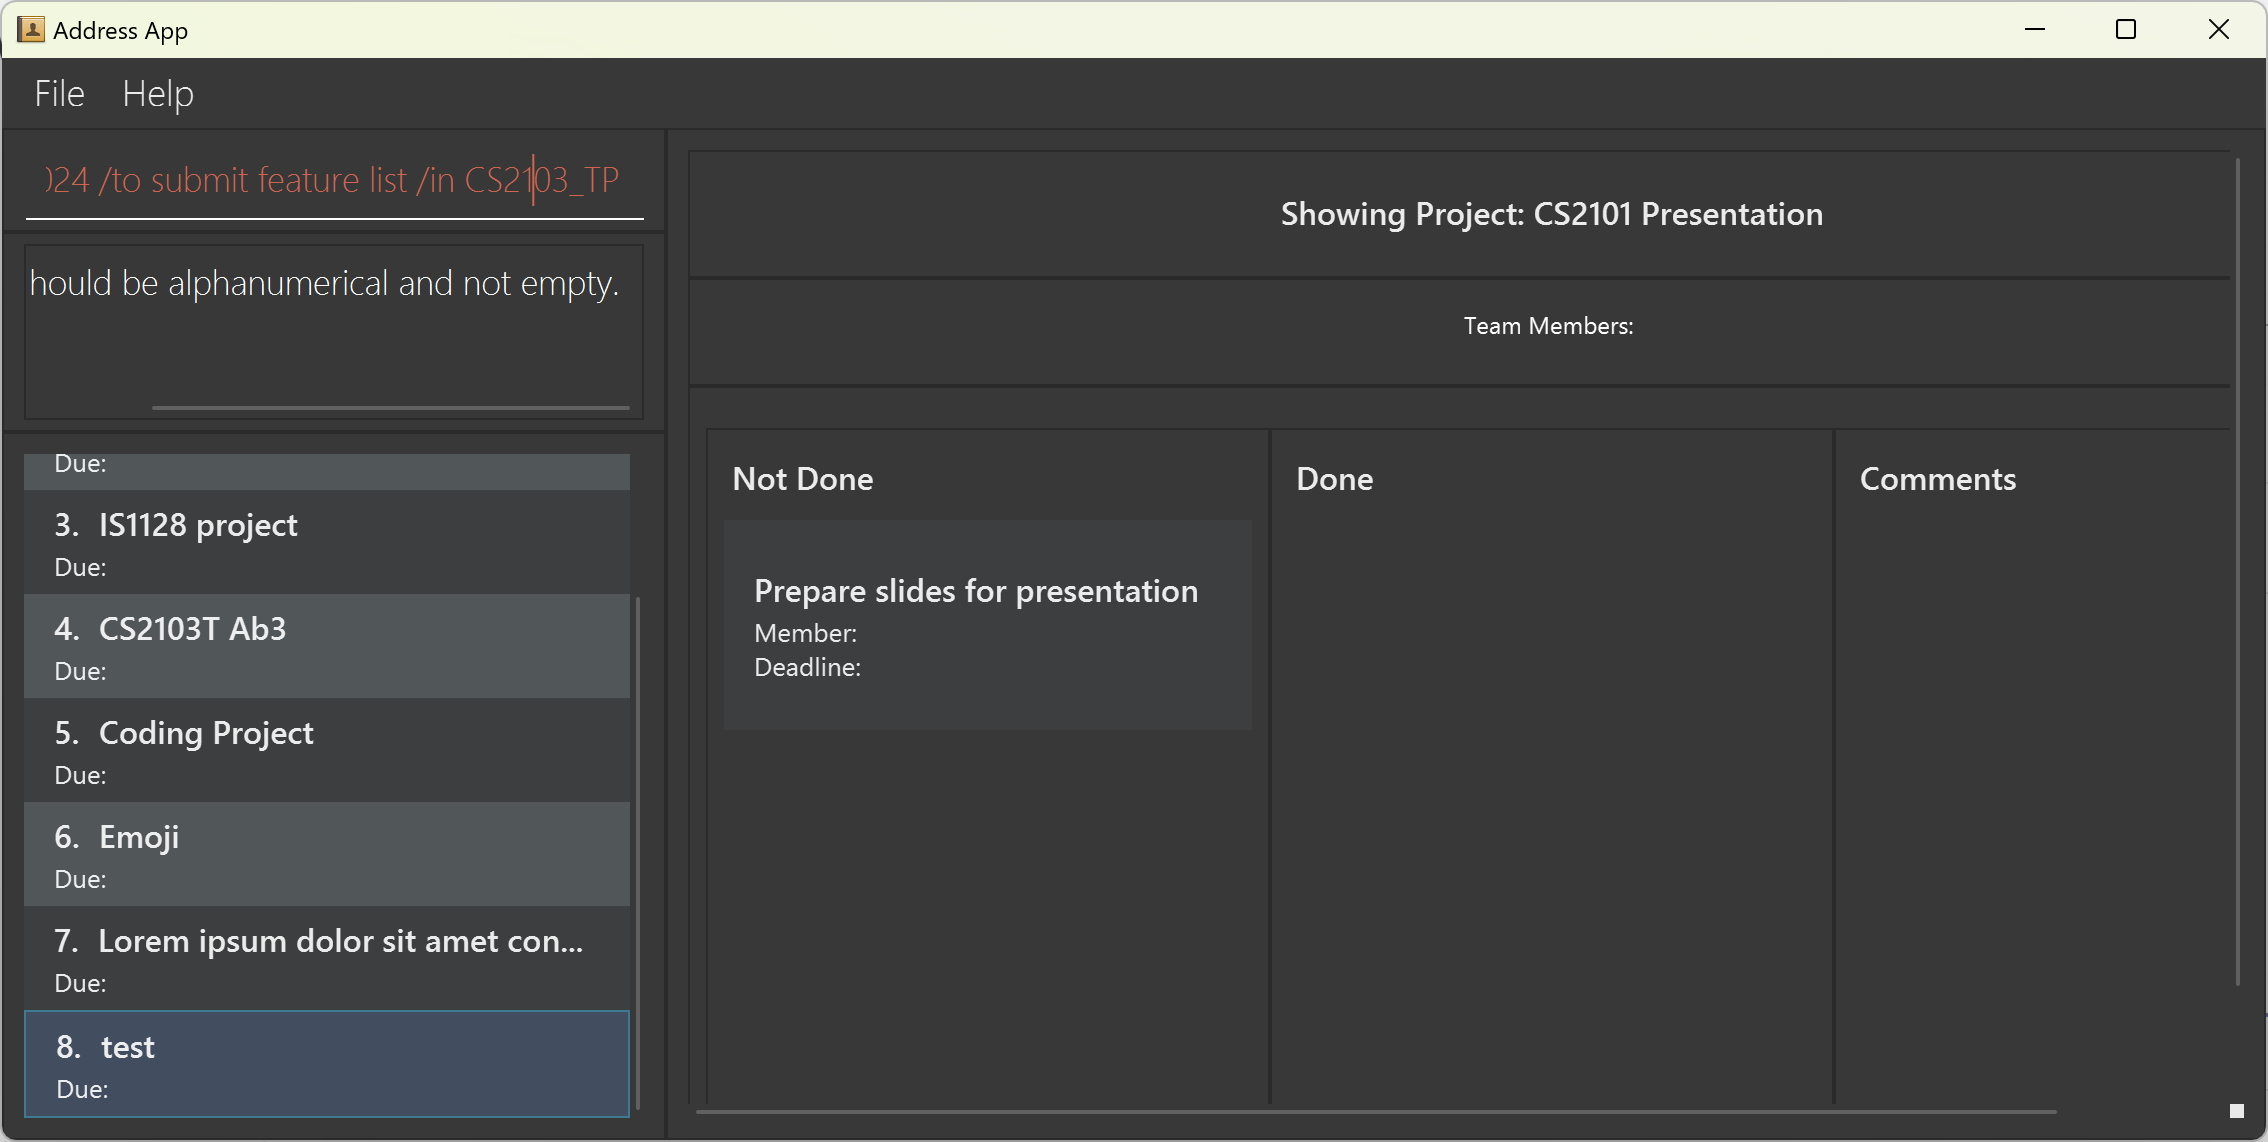 Address App
File Help
024 /to submit feature list /in CS2103_TP
hould be alphanumerical and not empty.
Due:
3. IS1128 project
Due:
4. CS2103T Ab3
Due:
5. Coding Project
Due:
6. Emoji
Due:
7. Lorem ipsum dolor sit amet con...
Due:
8. test
Due:
Showing Project: CS2101 Presentation
Team Members:
Not Done
Prepare slides for presentation
Member:
Deadline:
Done
Comments